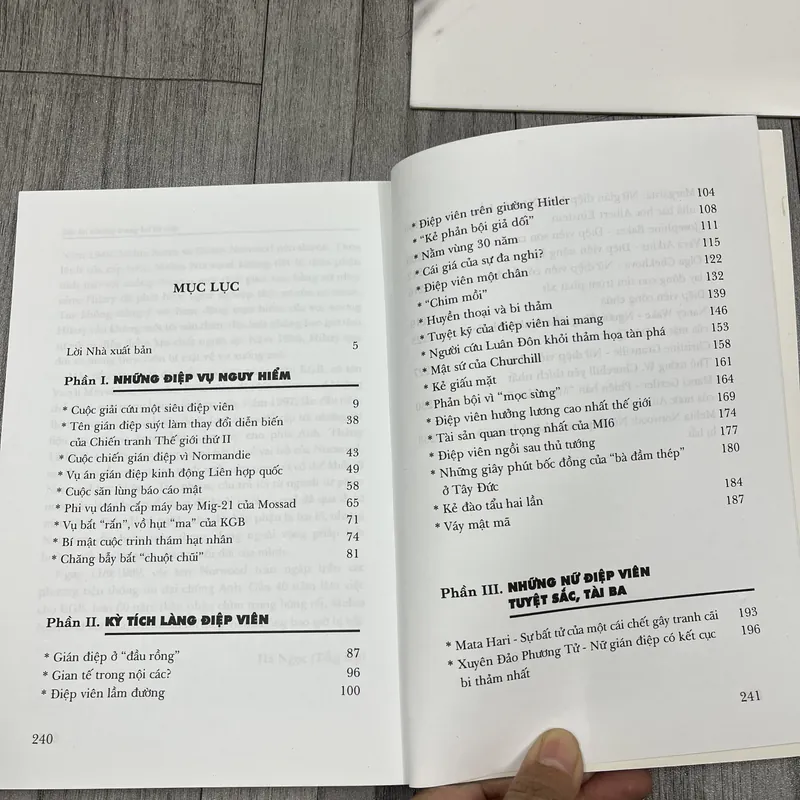 MỤC LỤC
Lời Nhà xuất bản 5
Phần I. NHỮNG ĐIỆP VỤ NGUY HIỂM
* Cuộc giải cứu một siêu điệp viên 9
* Tên gián điệp suýt làm thay đổi diễn biến 38
của Chiến tranh Thế giới thứ II
* Cuộc chiến gián điệp vì Normandie 43
* Vụ án gián điệp kinh động Liên hợp quốc 49
* Cuộc săn lùng báo cáo mật 58
* Phi vụ đánh cắp máy bay Mig-21 của Mossad 65
* Vụ bắt “rắn”, vồ hụt “ma” của KGB 71
* Bí mật cuộc trinh thám hạt nhân 74
* Chăng bẫy bắt “chuột chũi” 81
Phần II. KỲ TÍCH LÀNG ĐIỆP VIÊN
* Gián điệp ở “đầu rồng” 87
* Gian tế trong nội các? 96
* Điệp viên lầm đường 100
240
* Điệp viên trên giường Hitler 104
* “Kẻ phản bội giả dối” 108
* Nằm vùng 30 năm 111
* Cái giá của sự đa nghi? 115
* Điệp viên một chân 122
* “Chim mồi” 132
* Huyền thoại và bi thảm 139
* Tuyệt kỹ của điệp viên hai mang 146
* Người cứu Luân Đôn khỏi thảm họa tàn phá 153
* Mật sứ của Churchill 158
* Kẻ giấu mặt 161
* Phản bội vì “mọc sừng” 164
* Điệp viên hưởng lương cao nhất thế giới 169
* Tài sản quan trọng nhất của MI6 174
* Điệp viên ngồi sau thủ tướng 177
* Những giây phút bốc đồng của “bà đầm thép” 180
ở Tây Đức
* Kẻ đào tẩu hai lần 184
* Váy mật mã 187
Phần III. NHỮNG NỮ ĐIỆP VIÊN
TUYỆT SẮC, TÀI BA
* Mata Hari - Sự bất tử của một cái chết gây tranh cãi 193
* Xuyên Đảo Phương Tử - Nữ gián điệp có kết cục 196
bi thảm nhất
241